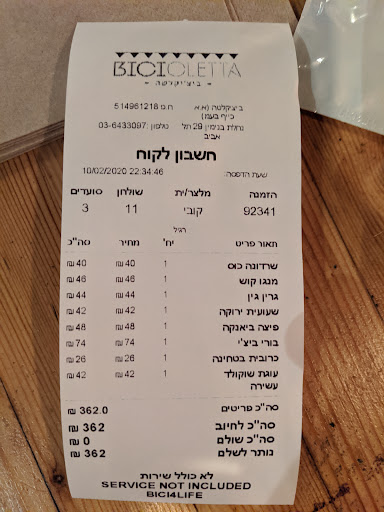 BICICLETTA
- ביצ'יקלטה -
ביציקלטה (א.א ח.פ 514961218
כייף בעמ)
נחלת בנימין 29 תל טלפון: 03-6433097
אביב
חשבון לקוח
שעת הדפסה: 10/02/2020 22:34:46
הזמנה מלצר/ית שולחן סועדים
92341 קובי 11 3
רגיל
תאור פריט יח' מחיר סה"כ
שרדונה כוס 1 ₪ 40 ₪ 40
מנגו קוש 1 ₪ 46 ₪ 46
גרין גין 1 ₪ 44 ₪ 44
שעועית ירוקה 1 ₪ 42 ₪ 42
פיצה ביאנקה 1 ₪ 48 ₪ 48
בורי ביצ'י 1 ₪ 74 ₪ 74
כרובית בטחינה 1 ₪ 26 ₪ 26
עוגת שוקולד 1 ₪ 42 ₪ 42
עשירה
סה"כ פריטים 362.0 ₪
סה"כ לחיוב 362 ₪
סה"כ שולם 0 ₪
נותר לשלם 362 ₪
לא כולל שירות
SERVICE NOT INCLUDED
BICI4LIFE